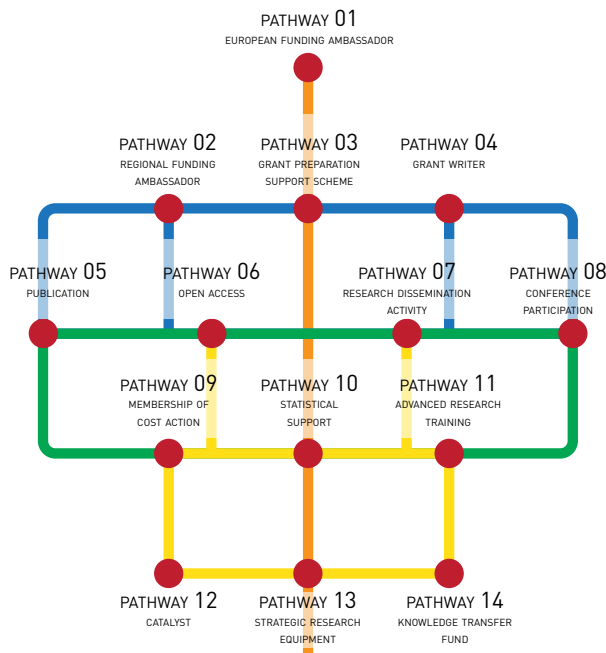 PATHWAY 01
EUROPEAN FUNDING AMBASSADOR
PATHWAY 02
REGIONAL FUNDING
AMBASSADOR
PATHWAY 03
GRANT PREPARATION
SUPPORT SCHEME
PATHWAY 04
GRANT WRITER
PATHWAY 05
PUBLICATION
PATHWAY 06
OPEN ACCESS
PATHWAY 07
RESEARCH DISSEMINATION
ACTIVITY
PATHWAY 08
CONFERENCE
PARTICIPATION
PATHWAY 09
MEMBERSHIP OF
COST ACTION
PATHWAY 10
STATISTICAL
SUPPORT
PATHWAY 11
ADVANCED RESEARCH
TRAINING
PATHWAY 12
CATALYST
PATHWAY 13
STRATEGIC RESEARCH
EQUIPMENT
PATHWAY 14
KNOWLEDGE TRANSFER
FUND